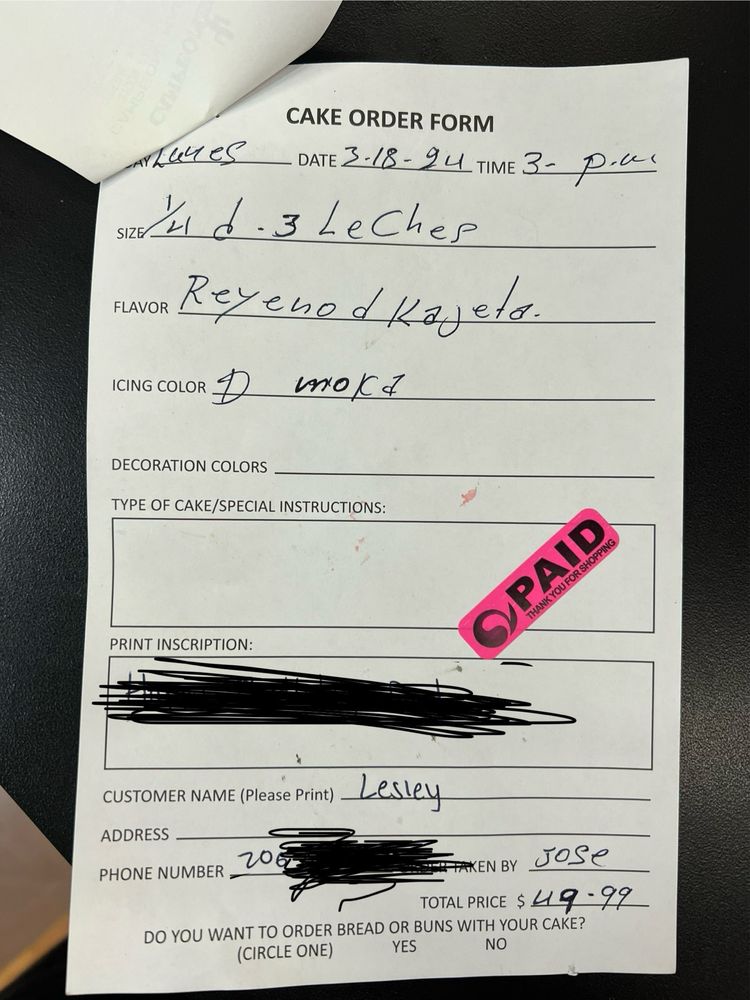 CAKE ORDER FORM
AY Lunes DATE 3-18-24 TIME 3- p.m
SIZE 1/4 d. 3 LeChes
FLAVOR Reyeno d Kajeta.
ICING COLOR D moka
DECORATION COLORS
TYPE OF CAKE/SPECIAL INSTRUCTIONS:
PAID
THANK YOU FOR SHOPPING
PRINT INSCRIPTION:
CUSTOMER NAME (Please Print) Lesley
ADDRESS
PHONE NUMBER 206 TAKEN BY JOSe
TOTAL PRICE $ 49.99
DO YOU WANT TO ORDER BREAD OR BUNS WITH YOUR CAKE?
(CIRCLE ONE) YES NO